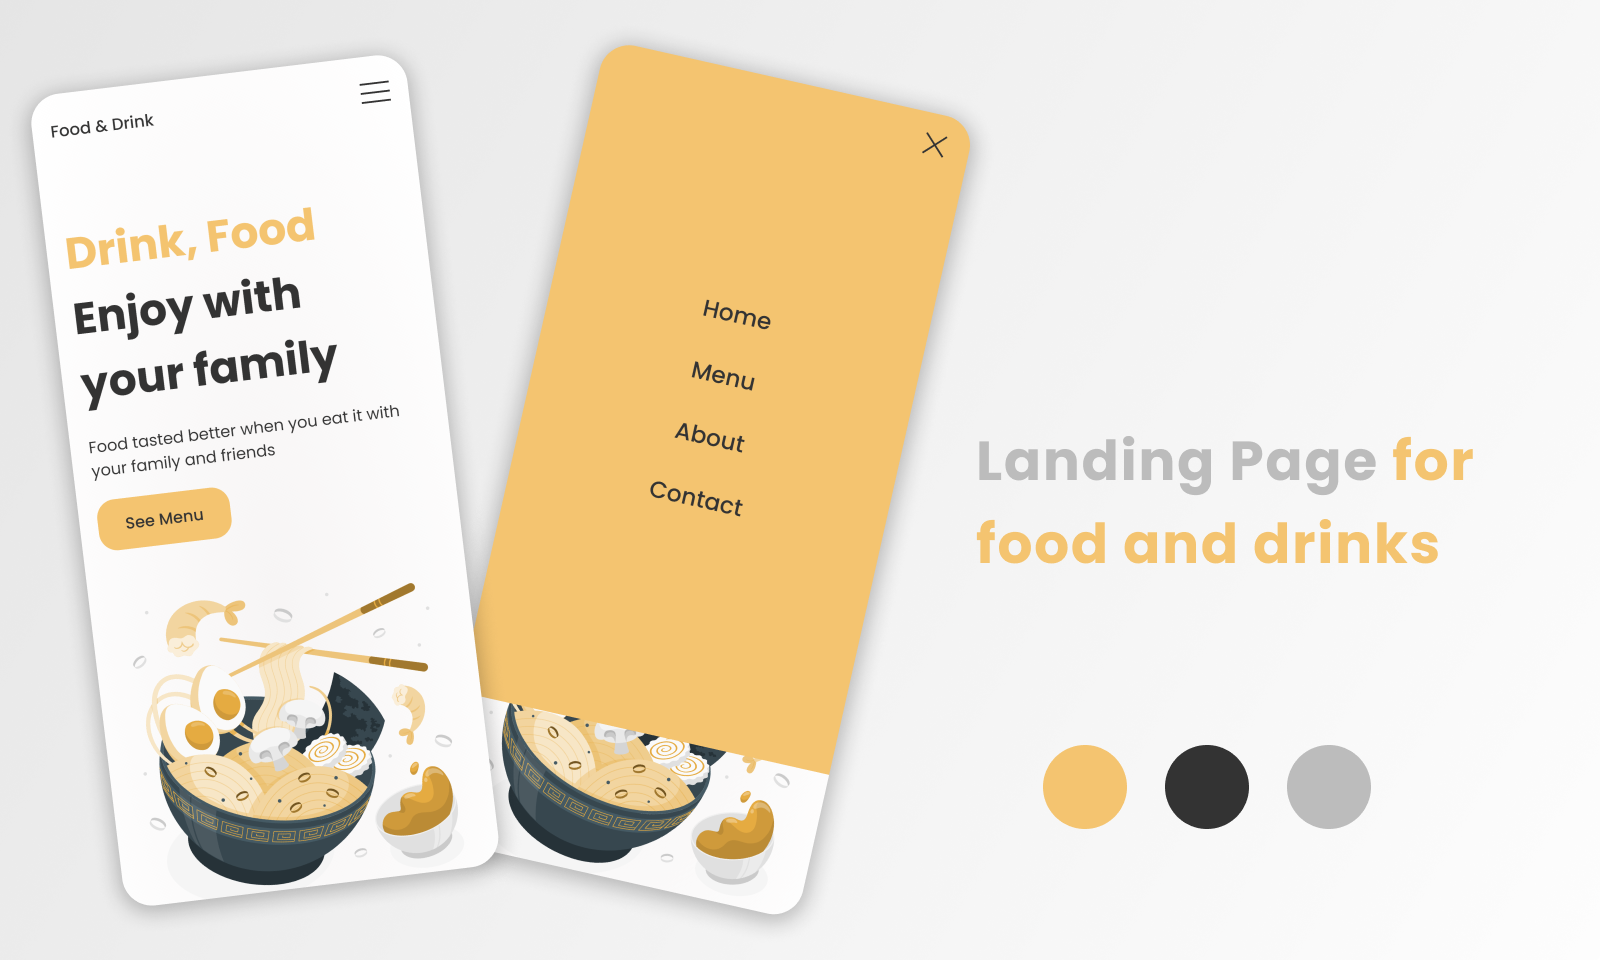 Food & Drink
Drink, Food
Enjoy with
your family
Food tasted better when you eat it with
your family and friends
See Menu
Home
Menu
About
Contact
Landing Page for
food and drinks